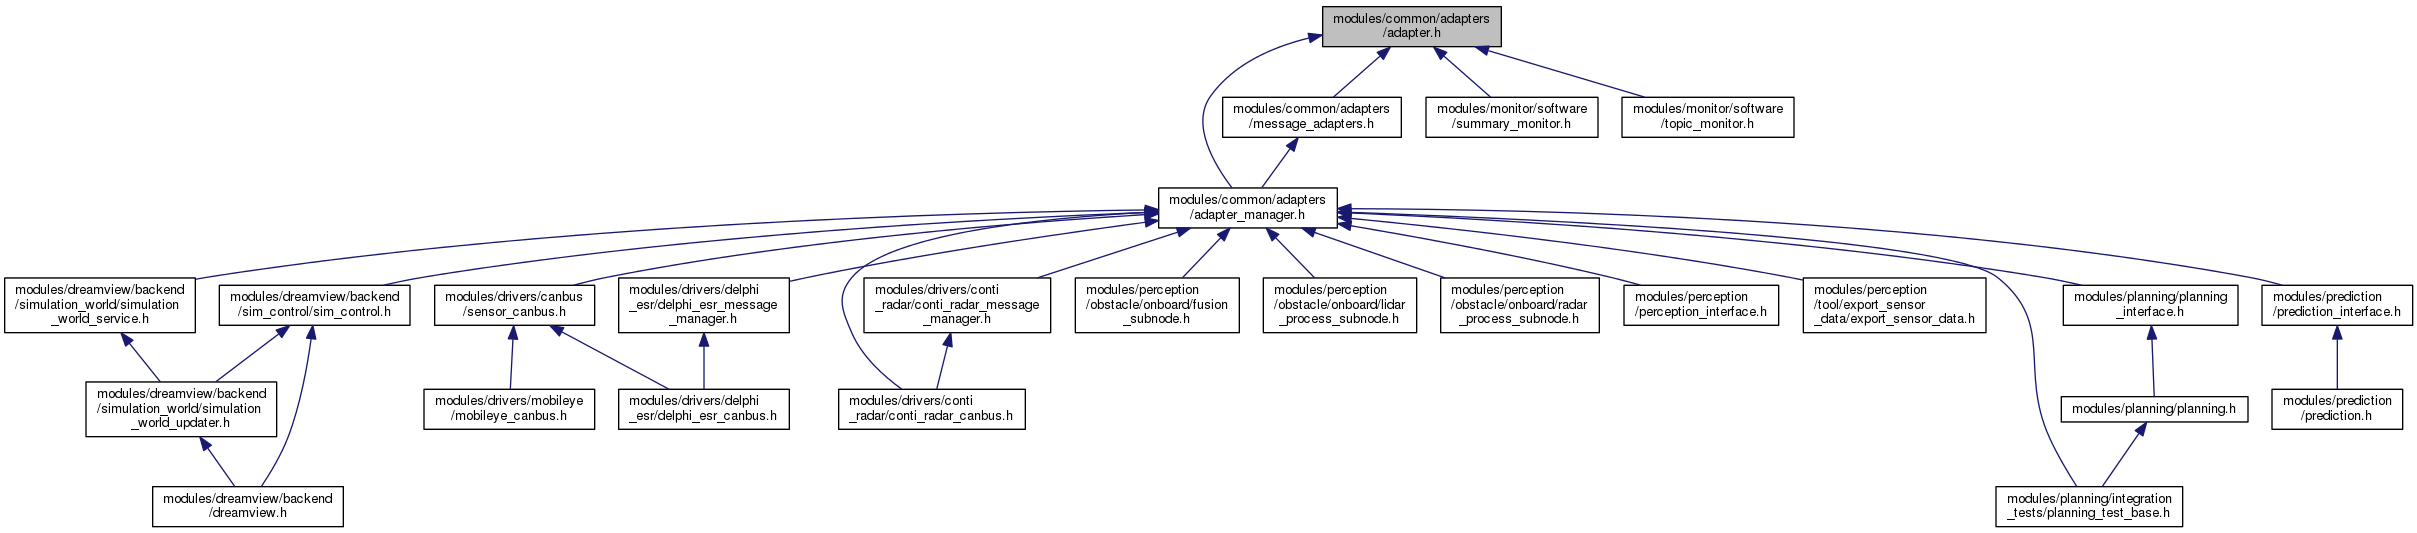 modules/common/adapters
/adapter.h
modules/common/adapters
/message_adapters.h
modules/monitor/software
/summary_monitor.h
modules/monitor/software
/topic_monitor.h
modules/common/adapters
/adapter_manager.h
modules/dreamview/backend
/simulation_world/simulation
_world_service.h
modules/dreamview/backend
/sim_control/sim_control.h
modules/drivers/canbus
/sensor_canbus.h
modules/drivers/delphi
_esr/delphi_esr_message
_manager.h
modules/drivers/conti
_radar/conti_radar_message
_manager.h
modules/perception
/obstacle/onboard/fusion
_subnode.h
modules/perception
/obstacle/onboard/lidar
_process_subnode.h
modules/perception
/obstacle/onboard/radar
_process_subnode.h
modules/perception
/perception_interface.h
modules/perception
/tool/export_sensor
_data/export_sensor_data.h
modules/planning/planning
_interface.h
modules/prediction
/prediction_interface.h
modules/dreamview/backend
/simulation_world/simulation
_world_updater.h
modules/drivers/mobileye
/mobileye_canbus.h
modules/drivers/delphi
_esr/delphi_esr_canbus.h
modules/drivers/conti
_radar/conti_radar_canbus.h
modules/planning/planning.h
modules/prediction
/prediction.h
modules/dreamview/backend
/dreamview.h
modules/planning/integration
_tests/planning_test_base.h